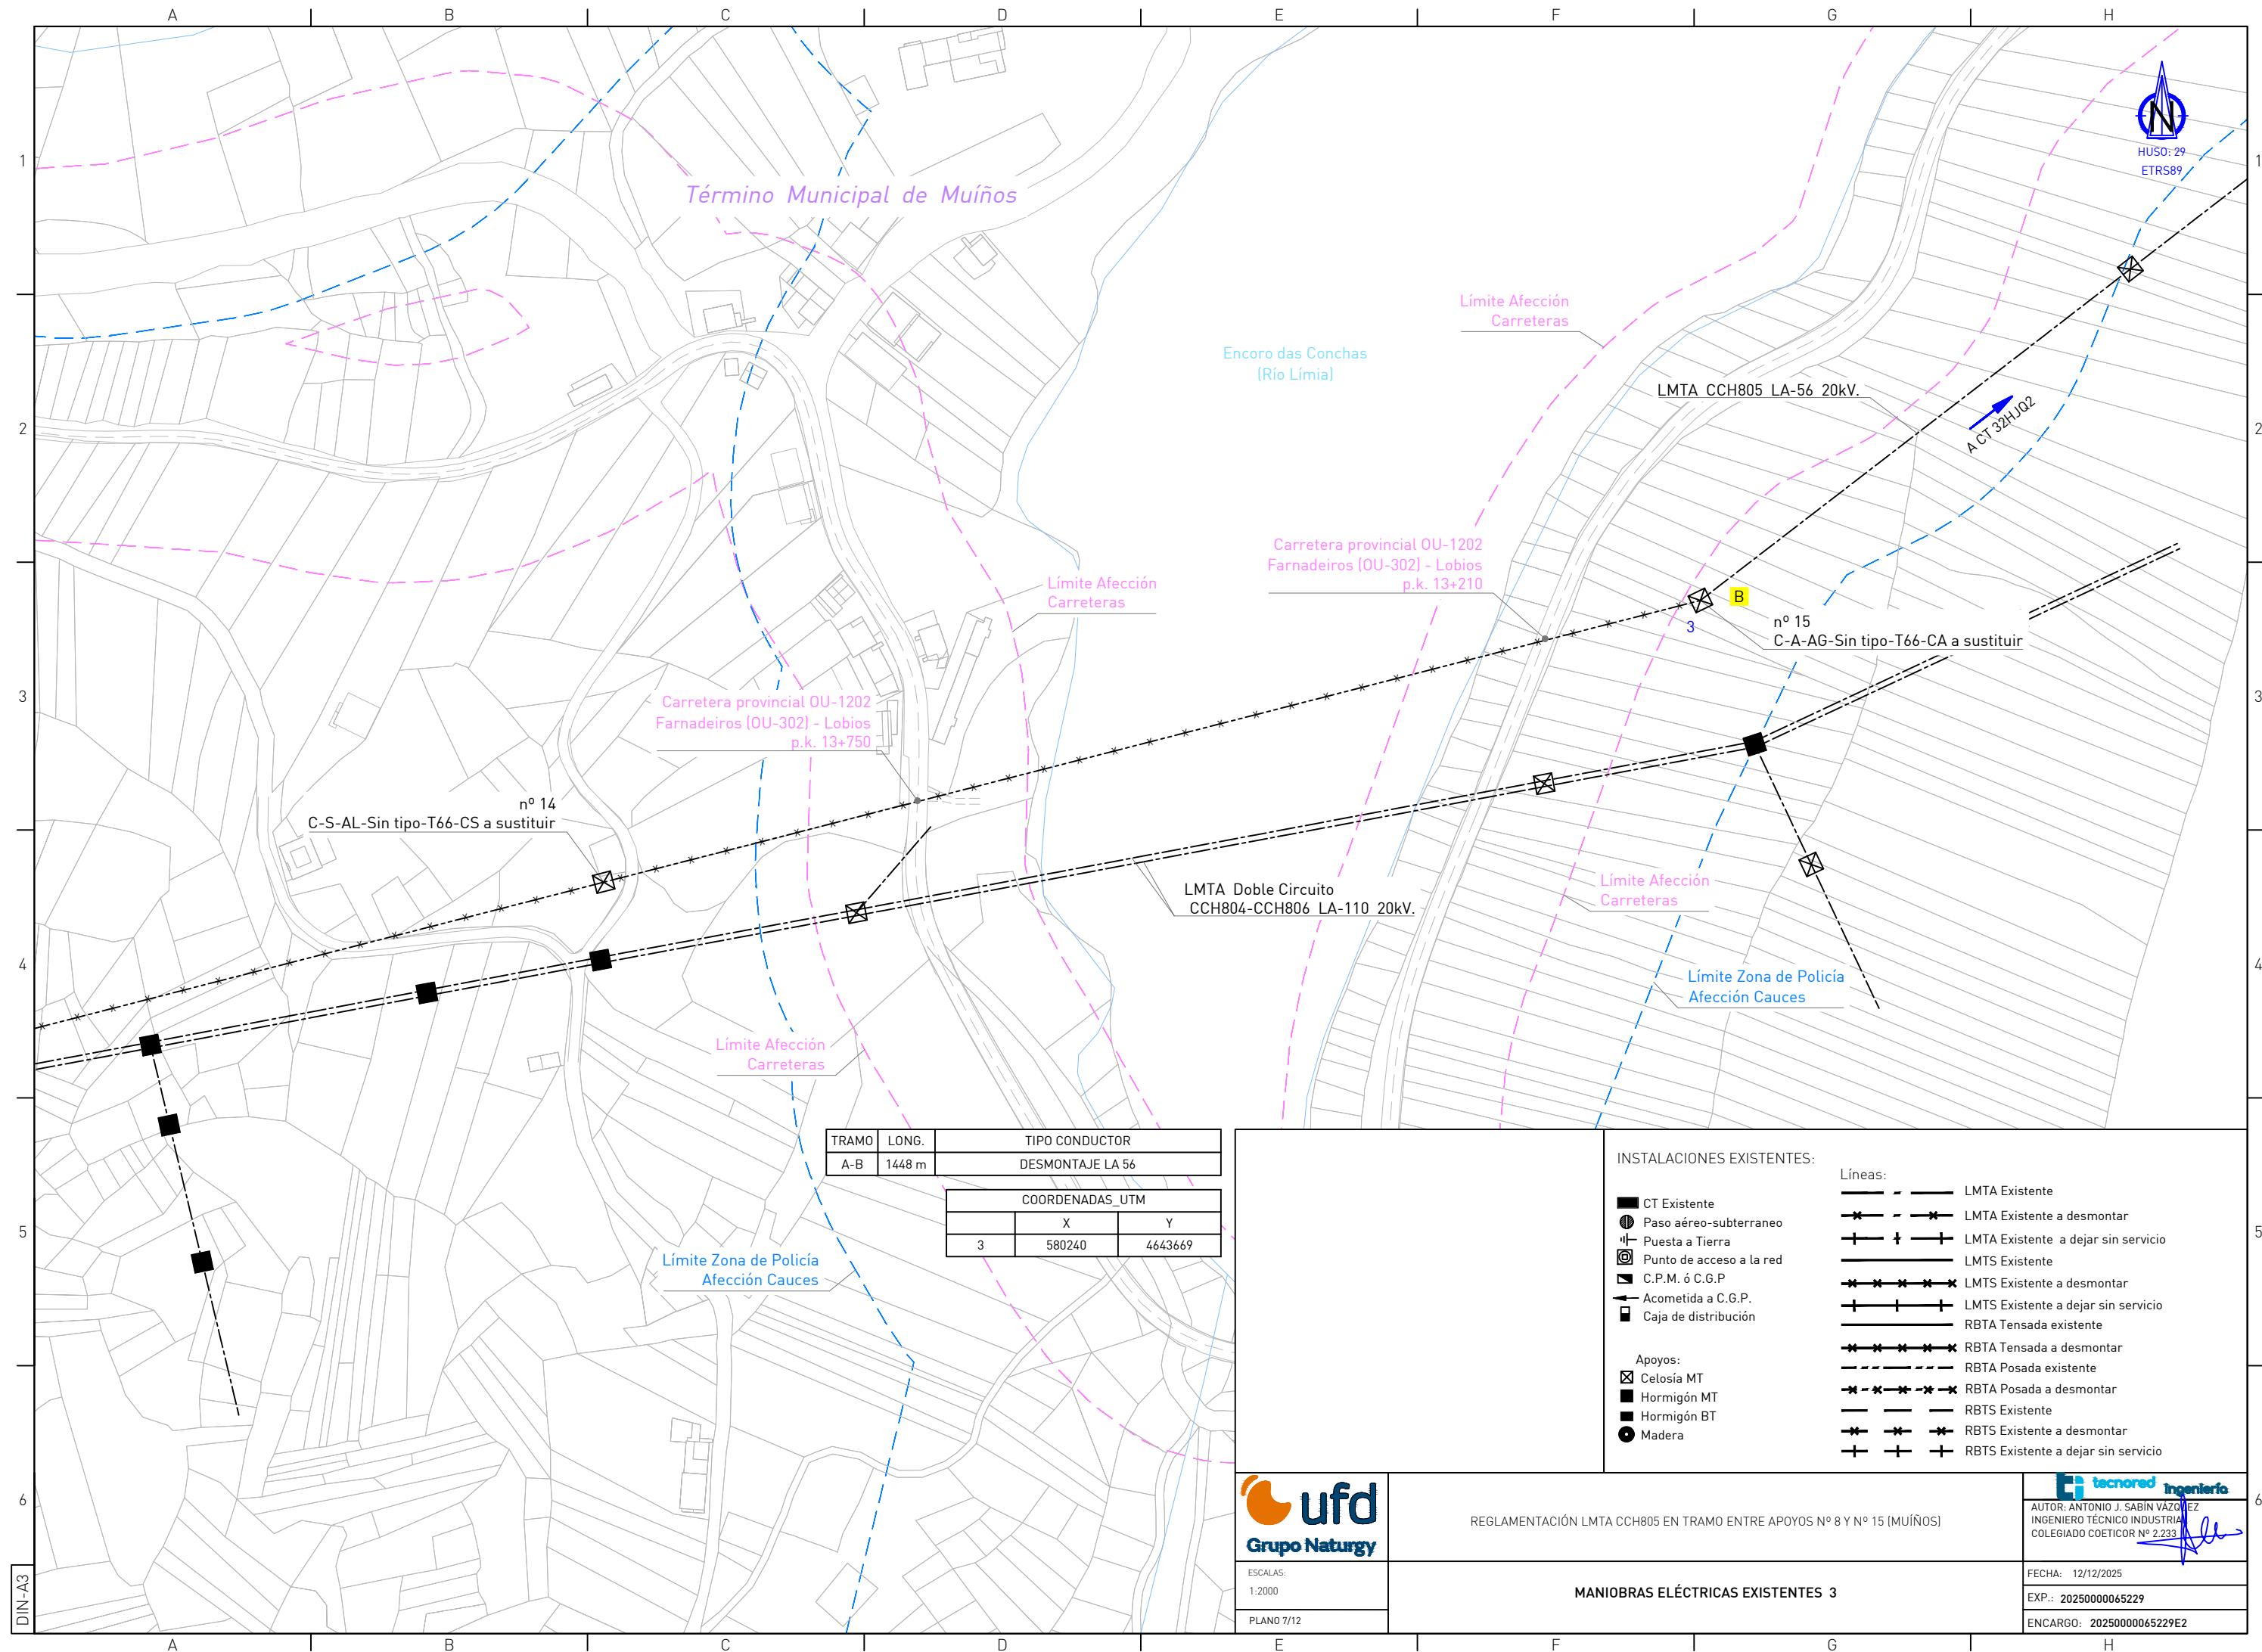 A B C D E F G H
1 1
HUSO: 29
ETRS89
Término Municipal de Muíños
Límite Afección
Carreteras
Encoro das Conchas
(Rio Límia)
LMTA CCH805 LA-56 20kV.
A CT 32HJQ2
2 2
Carretera provincial OU-1202
Farnadeiros (OU-302) - Lobios
p.k. 13+210
Límite Afección
Carreteras
B
3
nº 15
C-A-AG-Sin tipo-T66-CA a sustituir
3 3
Carretera provincial OU-1202
Farnadeiros (OU-302) - Lobios
p.k. 13+750
nº 14
C-S-AL-Sin tipo-T66-CS a sustituir
LMTA Doble Circuito
CCH804-CCH806 LA-110 20kV.
Límite Afección
Carreteras
4 4
Límite Zona de Policía
Afección Cauces
Límite Afección
Carreteras
TRAMO LONG. TIPO CONDUCTOR
A-B 1448 m DESMONTAJE LA 56
COORDENADAS_UTM
X Y
3 580240 4643669
5 5
Límite Zona de Policía
Afección Cauces
INSTALACIONES EXISTENTES:
CT Existente
Paso aéreo-subterraneo
Puesta a Tierra
Punto de acceso a la red
C.P.M. ó C.G.P
Acometida a C.G.P.
Caja de distribución
Apoyos:
Celosía MT
Hormigón MT
Hormigón BT
Madera
Líneas:
LMTA Existente
LMTA Existente a desmontar
LMTA Existente a dejar sin servicio
LMTS Existente
LMTS Existente a desmontar
LMTS Existente a dejar sin servicio
RBTA Tensada existente
RBTA Tensada a desmontar
RBTA Posada existente
RBTA Posada a desmontar
RBTS Existente
RBTS Existente a desmontar
RBTS Existente a dejar sin servicio
6 6
ufd
Grupo Naturgy
REGLAMENTACIÓN LMTA CCH805 EN TRAMO ENTRE APOYOS Nº 8 Y Nº 15 (MUÍÑOS)
tecnored ingeniería
AUTOR: ANTONIO J. SABÍN VÁZQUEZ
INGENIERO TÉCNICO INDUSTRIAL
COLEGIADO COETICOR Nº 2.233
ESCALAS:
1:2000
PLANO 7/12
MANIOBRAS ELÉCTRICAS EXISTENTES 3
FECHA: 12/12/2025
EXP.: 20250000065229
ENCARGO: 20250000065229E2
DIN-A3
A B C D E F G H